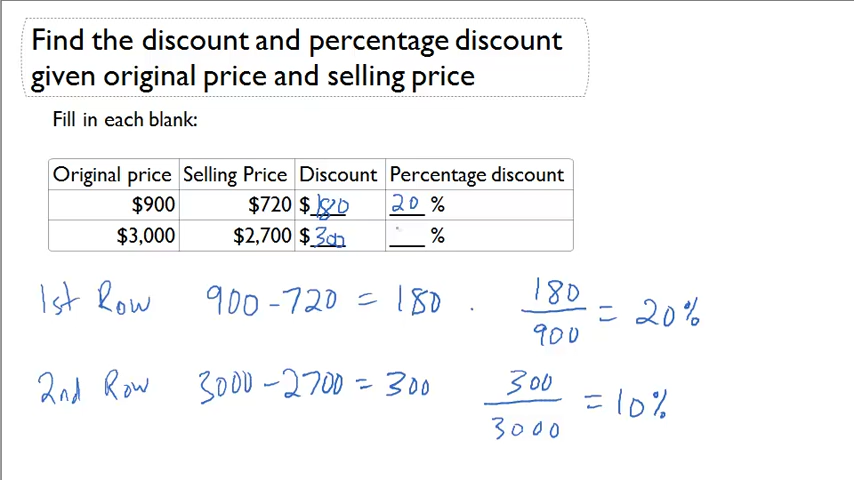 Find the discount and percentage discount
given original price and selling price
Fill in each blank:
Original price Selling Price Discount Percentage discount
$900 $720 $180 20 %
$3,000 $2,700 $300 ___ %
1st Row 900 - 720 = 180 . 180/900 = 20%
2nd Row 3000 - 2700 = 300 300/3000 = 10%